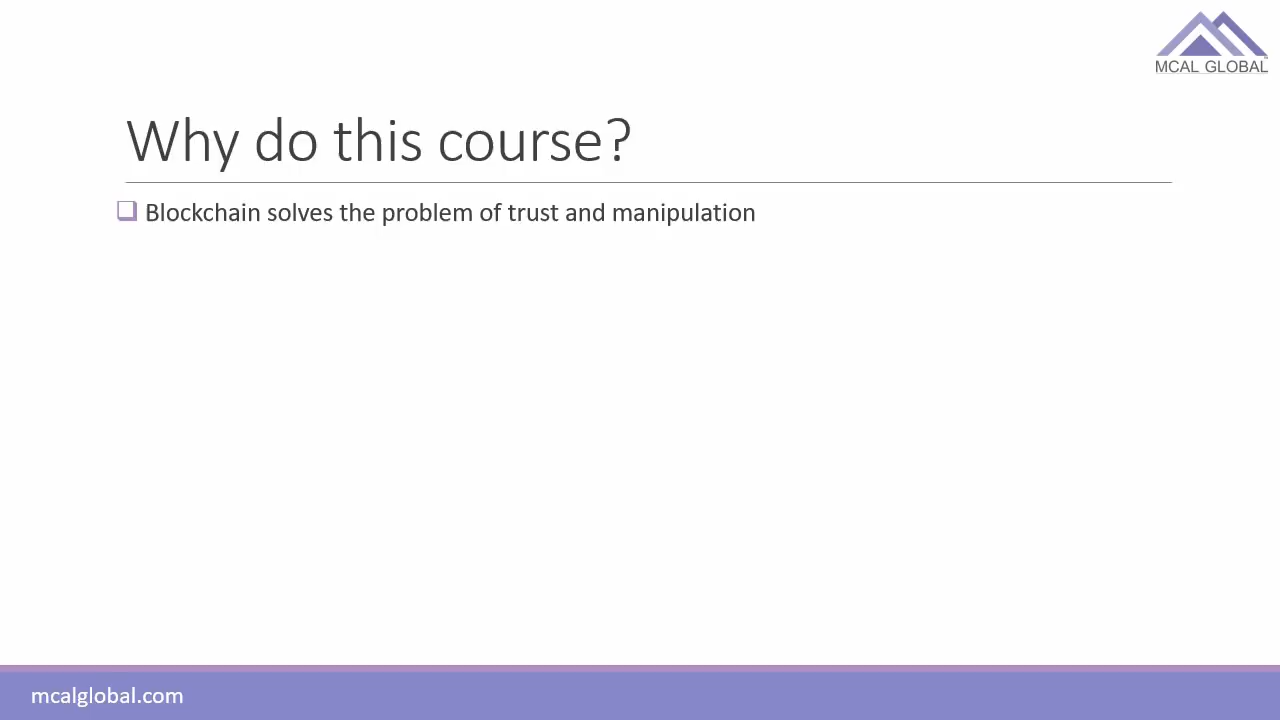 MCAL GLOBAL
Why do this course?
Blockchain solves the problem of trust and manipulation
mcalglobal.com